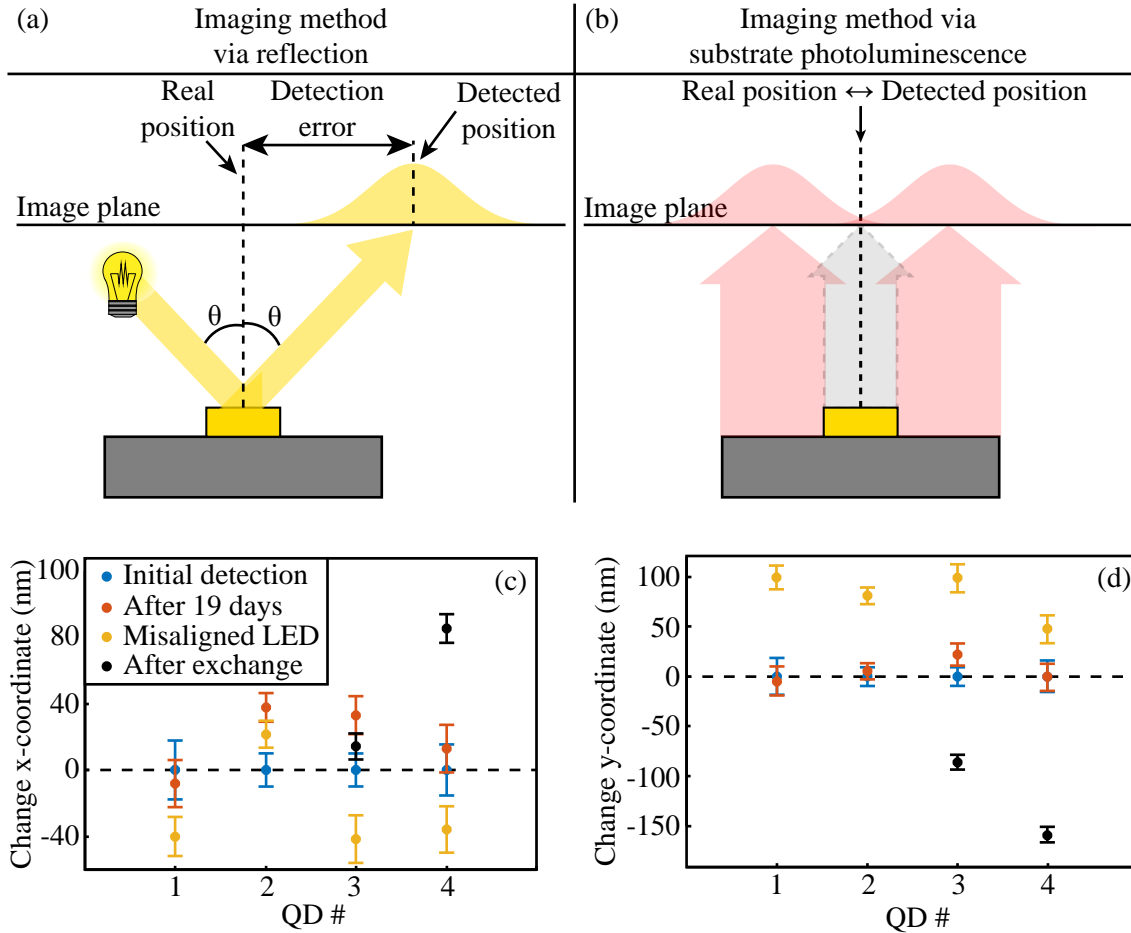 (a)
Imaging method
via reflection
Real
position
Detection
error
Detected
position
Image plane
θ
θ
(b)
Imaging method via
substrate photoluminescence
Real position ↔ Detected position
Image plane
(c)
Initial detection
After 19 days
Misaligned LED
After exchange
Change x-coordinate (nm)
100
80
40
0
-40
1
2
3
4
QD #
(d)
Change y-coordinate (nm)
100
50
0
-50
-100
-150
1
2
3
4
QD #